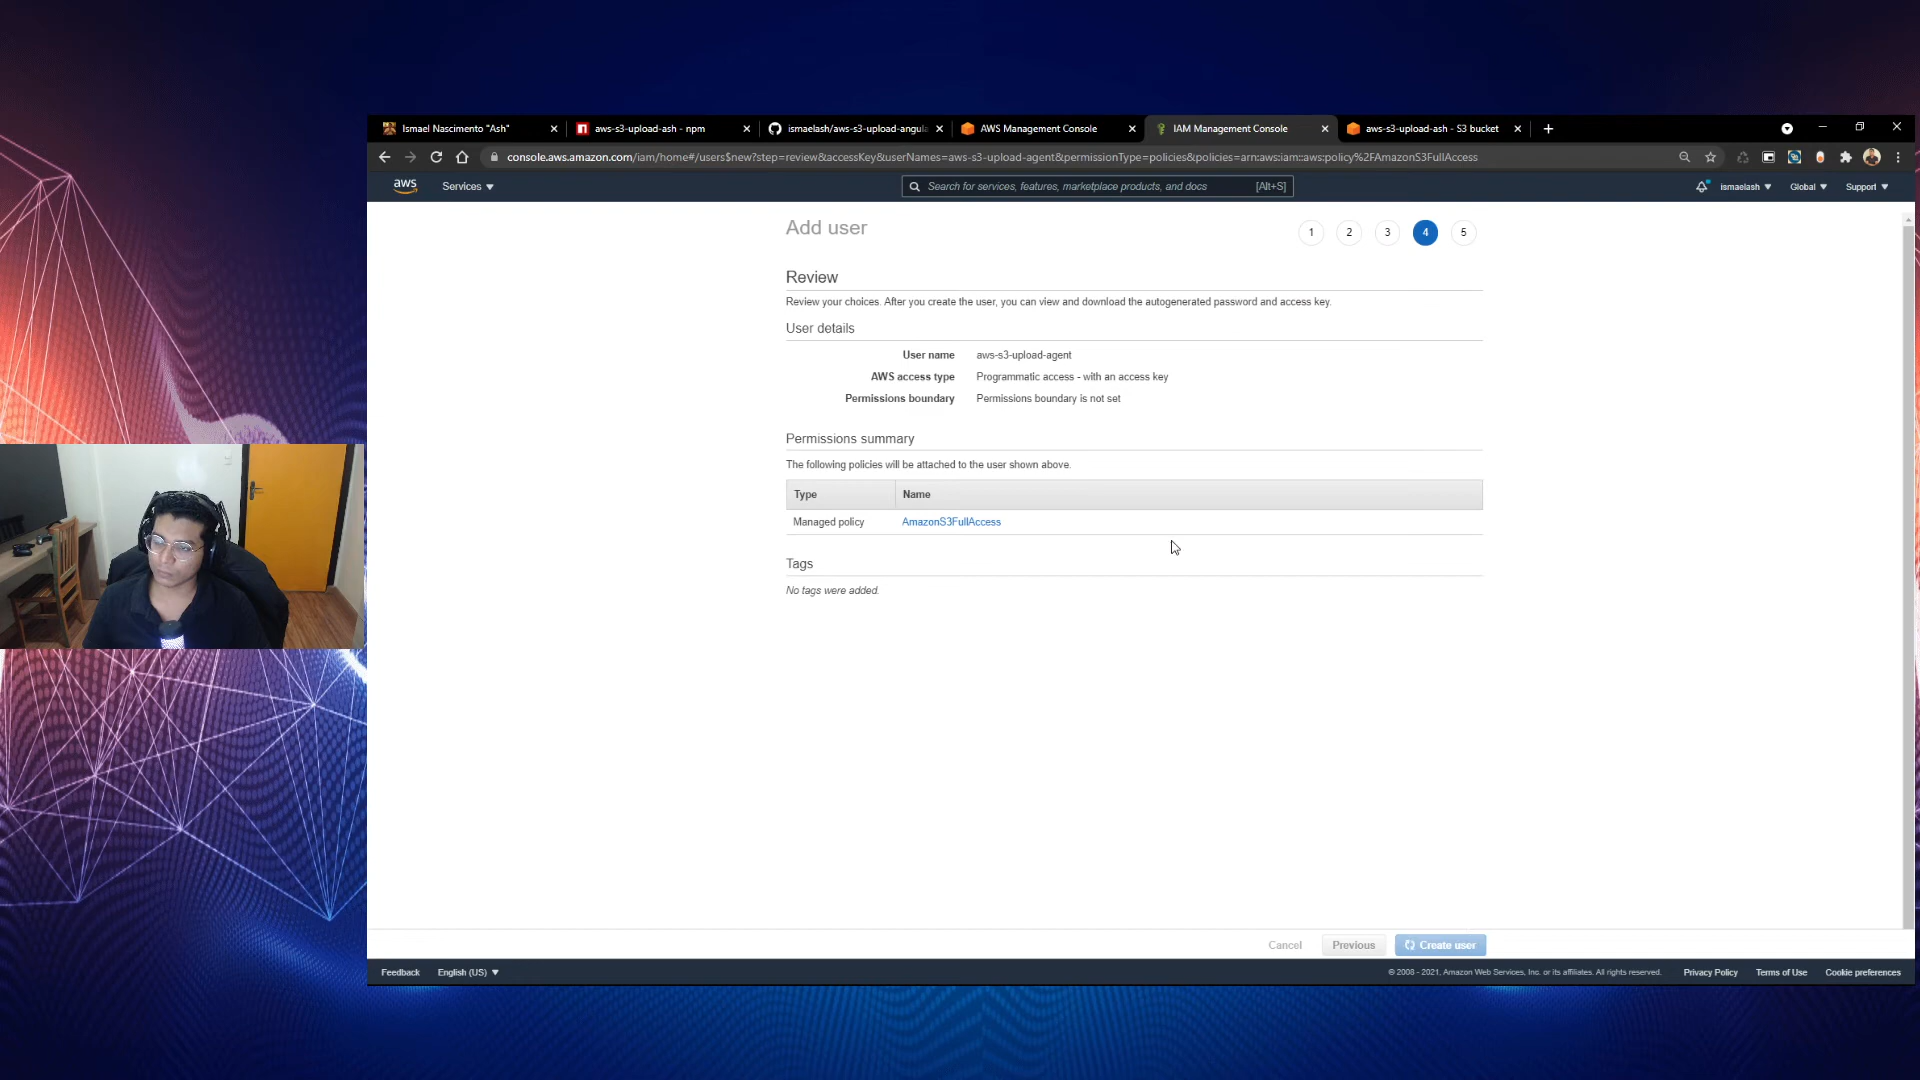 Ismael Nascimento "Ash"
aws-s3-upload-ash - npm
ismaelash/aws-s3-upload-angula
AWS Management Console
IAM Management Console
aws-s3-upload-ash - S3 bucket
console.aws.amazon.com/iam/home#/users$new?step=review&accessKey&userNames=aws-s3-upload-agent&permissionType=policies&policies=arn:aws:iam::aws:policy%2FAmazonS3FullAccess
aws
Services
Search for services, features, marketplace products, and docs
[Alt+S]
ismaelash
Global
Support
Add user
1
2
3
4
5
Review
Review your choices. After you create the user, you can view and download the autogenerated password and access key.
User details
User name aws-s3-upload-agent
AWS access type Programmatic access - with an access key
Permissions boundary Permissions boundary is not set
Permissions summary
The following policies will be attached to the user shown above.
Type Name
Managed policy AmazonS3FullAccess
Tags
No tags were added.
Cancel
Previous
Create user
Feedback
English (US)
© 2008 - 2021, Amazon Web Services, Inc. or its affiliates. All rights reserved.
Privacy Policy
Terms of Use
Cookie preferences